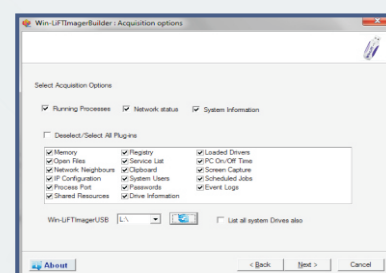 Win-LiFTImagerBuilder : Acquisition options
Select Acquistion Options
Running Processes Network status System Information
Deselect/Select All Plug-ins
Memory Registry Loaded Drivers
Open Files Service List PC On/Off Time
Network Neighbours Clipboard Screen Capture
IP Configuration System Users Scheduled Jobs
Process Port Passwords Event Logs
Shared Resources Drive Information
Win-LiFTImagerUSB L:\ List all system Drives also
About < Back Next > Cancel